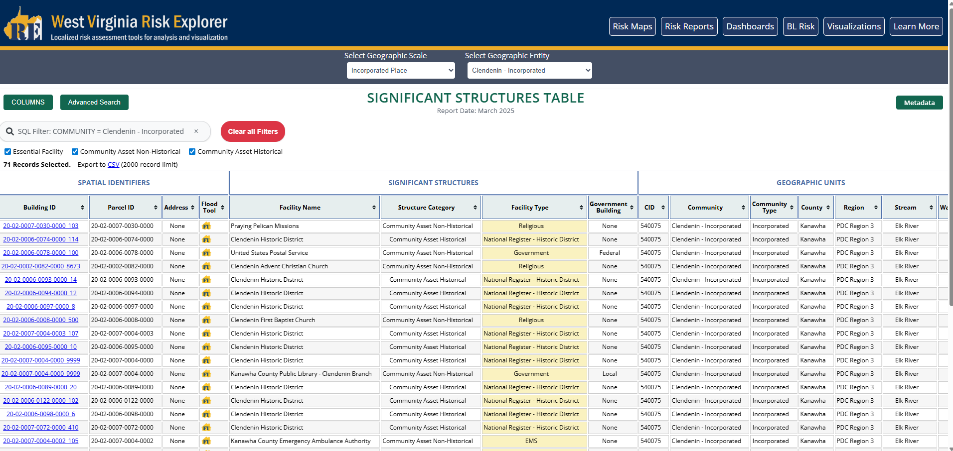 West Virginia Risk Explorer
Localized risk assessment tools for analysis and visualization
Risk Maps Risk Reports Dashboards BL Risk Visualizations Learn More
Select Geographic Scale Select Geographic Entity
Incorporated Place Clendenin - Incorporated
COLUMNS Advanced Search SIGNIFICANT STRUCTURES TABLE Metadata
Report Date: March 2025
SQL Filter: COMMUNITY = Clendenin - Incorporated × Clear all Filters
Essential Facility Community Asset Non-Historical Community Asset Historical
71 Records Selected. Export to CSV (2000 record limit)
SPATIAL IDENTIFIERS SIGNIFICANT STRUCTURES GEOGRAPHIC UNITS
Building ID Parcel ID Address Flood Tool Facility Name Structure Category Facility Type Government Building CID Community Community Type County Region Stream Wa
20-02-0007-0030-0000_103 20-02-0007-0030-0000 None Praying Pelican Missions Community Asset Non-Historical Religious None 540075 Clendenin - Incorporated Incorporated Kanawha PDC Region 3 Elk River
20-02-0006-0074-0000_114 20-02-0006-0074-0000 None Clendenin Historic District Community Asset Historical National Register - Historic District None 540075 Clendenin - Incorporated Incorporated Kanawha PDC Region 3 Elk River
20-02-0006-0078-0000_100 20-02-0006-0078-0000 None United States Postal Service Community Asset Non-Historical Government Federal 540075 Clendenin - Incorporated Incorporated Kanawha PDC Region 3 Elk River
20-02-0002-0082-0000_8673 20-02-0002-0082-0000 None Clendenin Advent Christian Church Community Asset Non-Historical Religious None 540075 Clendenin - Incorporated Incorporated Kanawha PDC Region 3 Elk River
20-02-0006-0093-0000_14 20-02-0006-0093-0000 None Clendenin Historic District Community Asset Historical National Register - Historic District None 540075 Clendenin - Incorporated Incorporated Kanawha PDC Region 3 Elk River
20-02-0006-0094-0000_12 20-02-0006-0094-0000 None Clendenin Historic District Community Asset Historical National Register - Historic District None 540075 Clendenin - Incorporated Incorporated Kanawha PDC Region 3 Elk River
20-02-0006-0097-0000_8 20-02-0006-0097-0000 None Clendenin Historic District Community Asset Historical National Register - Historic District None 540075 Clendenin - Incorporated Incorporated Kanawha PDC Region 3 Elk River
20-02-0006-0008-0000_300 20-02-0006-0008-0000 None Clendenin First Baptist Church Community Asset Non-Historical Religious None 540075 Clendenin - Incorporated Incorporated Kanawha PDC Region 3 Elk River
20-02-0007-0004-0003_107 20-02-0007-0004-0003 None Clendenin Historic District Community Asset Historical National Register - Historic District None 540075 Clendenin - Incorporated Incorporated Kanawha PDC Region 3 Elk River
20-02-0006-0095-0000_10 20-02-0006-0095-0000 None Clendenin Historic District Community Asset Historical National Register - Historic District None 540075 Clendenin - Incorporated Incorporated Kanawha PDC Region 3 Elk River
20-02-0007-0004-0000_9999 20-02-0007-0004-0000 None Clendenin Historic District Community Asset Historical National Register - Historic District None 540075 Clendenin - Incorporated Incorporated Kanawha PDC Region 3 Elk River
20-02-0007-0004-0000_9999 20-02-0007-0004-0000 None Kanawha County Public Library - Clendenin Branch Community Asset Non-Historical Government Local 540075 Clendenin - Incorporated Incorporated Kanawha PDC Region 3 Elk River
20-02-0006-0089-0000_20 20-02-0006-0089-0000 None Clendenin Historic District Community Asset Historical National Register - Historic District None 540075 Clendenin - Incorporated Incorporated Kanawha PDC Region 3 Elk River
20-02-0006-0122-0000_102 20-02-0006-0122-0000 None Clendenin Historic District Community Asset Historical National Register - Historic District None 540075 Clendenin - Incorporated Incorporated Kanawha PDC Region 3 Elk River
20-02-0006-0098-0000_6 20-02-0006-0098-0000 None Clendenin Historic District Community Asset Historical National Register - Historic District None 540075 Clendenin - Incorporated Incorporated Kanawha PDC Region 3 Elk River
20-02-0007-0072-0000_410 20-02-0007-0072-0000 None Clendenin Historic District Community Asset Historical National Register - Historic District None 540075 Clendenin - Incorporated Incorporated Kanawha PDC Region 3 Elk River
20-02-0007-0004-0002_105 20-02-0007-0004-0002 None Kanawha County Emergency Ambulance Authority Community Asset Non-Historical EMS None 540075 Clendenin - Incorporated Incorporated Kanawha PDC Region 3 Elk River